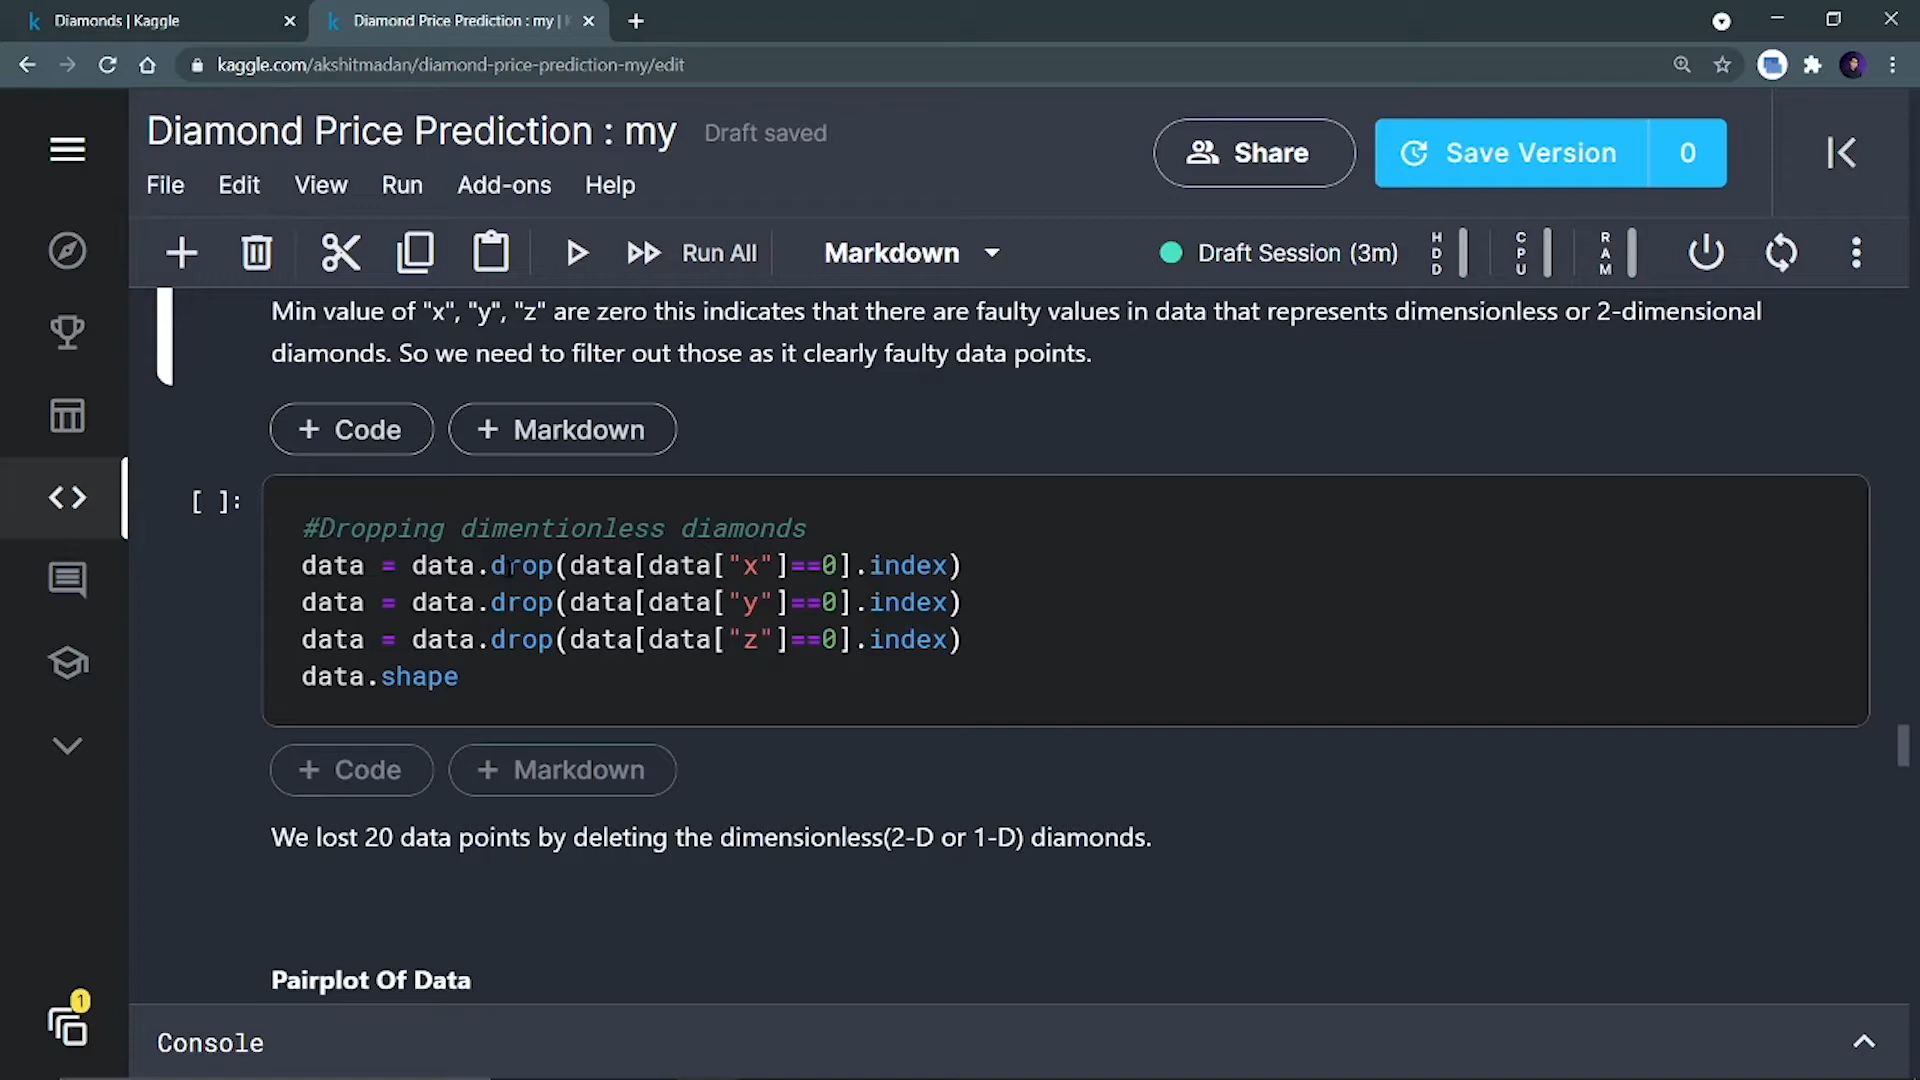 Diamonds | Kaggle
Diamond Price Prediction : my |
kaggle.com/akshitmadan/diamond-price-prediction-my/edit
Diamond Price Prediction : my Draft saved
Share
Save Version 0
File Edit View Run Add-ons Help
Run All Markdown Draft Session (3m) HDD CPU RAM
Min value of "x", "y", "z" are zero this indicates that there are faulty values in data that represents dimensionless or 2-dimensional
diamonds. So we need to filter out those as it clearly faulty data points.
+ Code + Markdown
[ ]:
#Dropping dimentionless diamonds
data = data.drop(data[data["x"]==0].index)
data = data.drop(data[data["y"]==0].index)
data = data.drop(data[data["z"]==0].index)
data.shape
+ Code + Markdown
We lost 20 data points by deleting the dimensionless(2-D or 1-D) diamonds.
Pairplot Of Data
1
Console